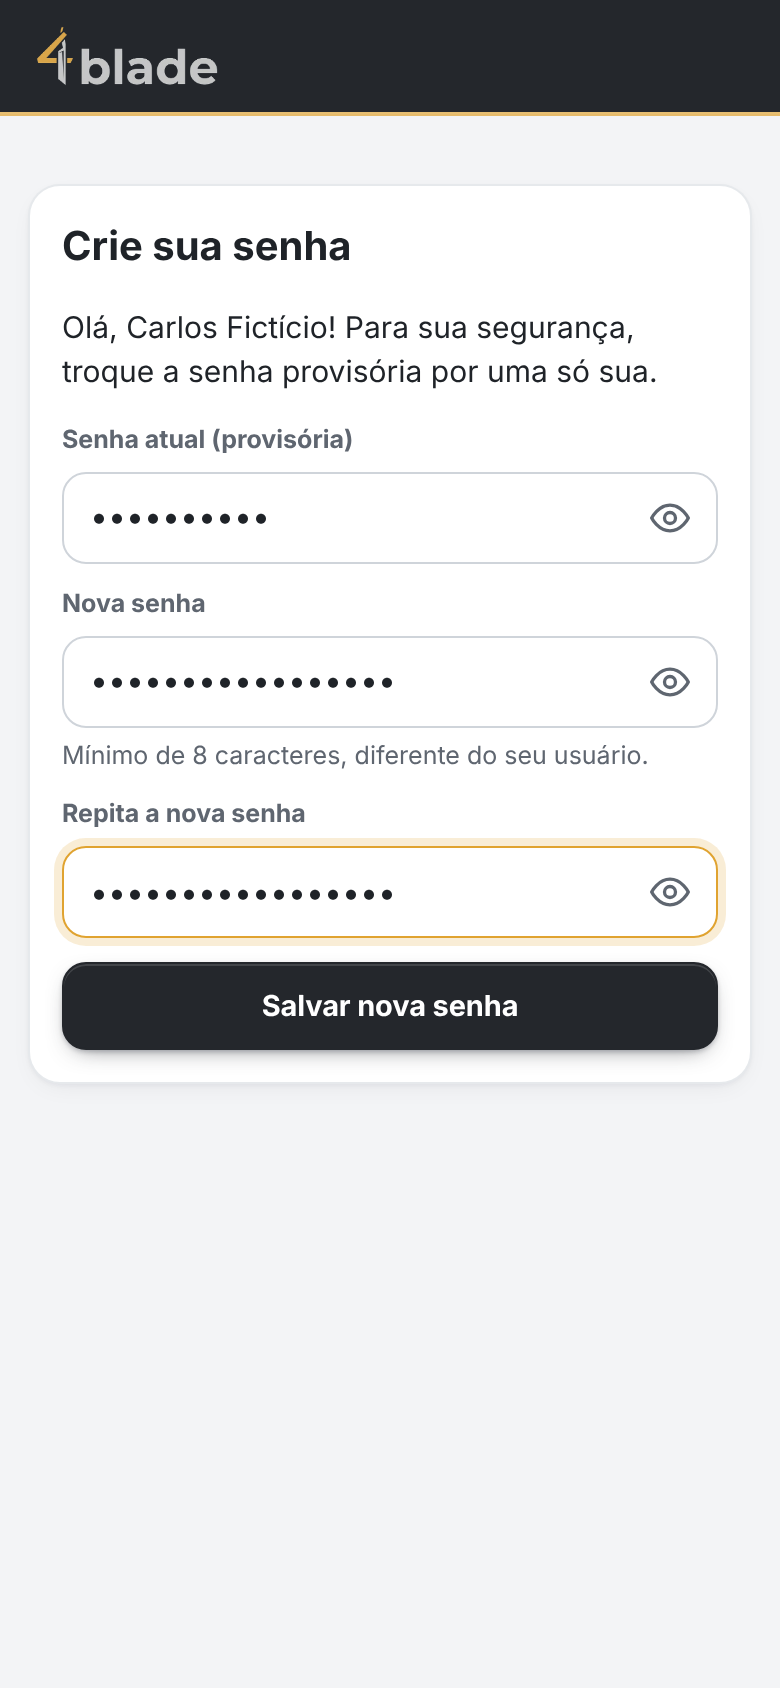 4blade
Crie sua senha
Olá, Carlos Fictício! Para sua segurança,
troque a senha provisória por uma só sua.
Senha atual (provisória)
••••••••••
Nova senha
•••••••••••••••••
Mínimo de 8 caracteres, diferente do seu usuário.
Repita a nova senha
•••••••••••••••••
Salvar nova senha